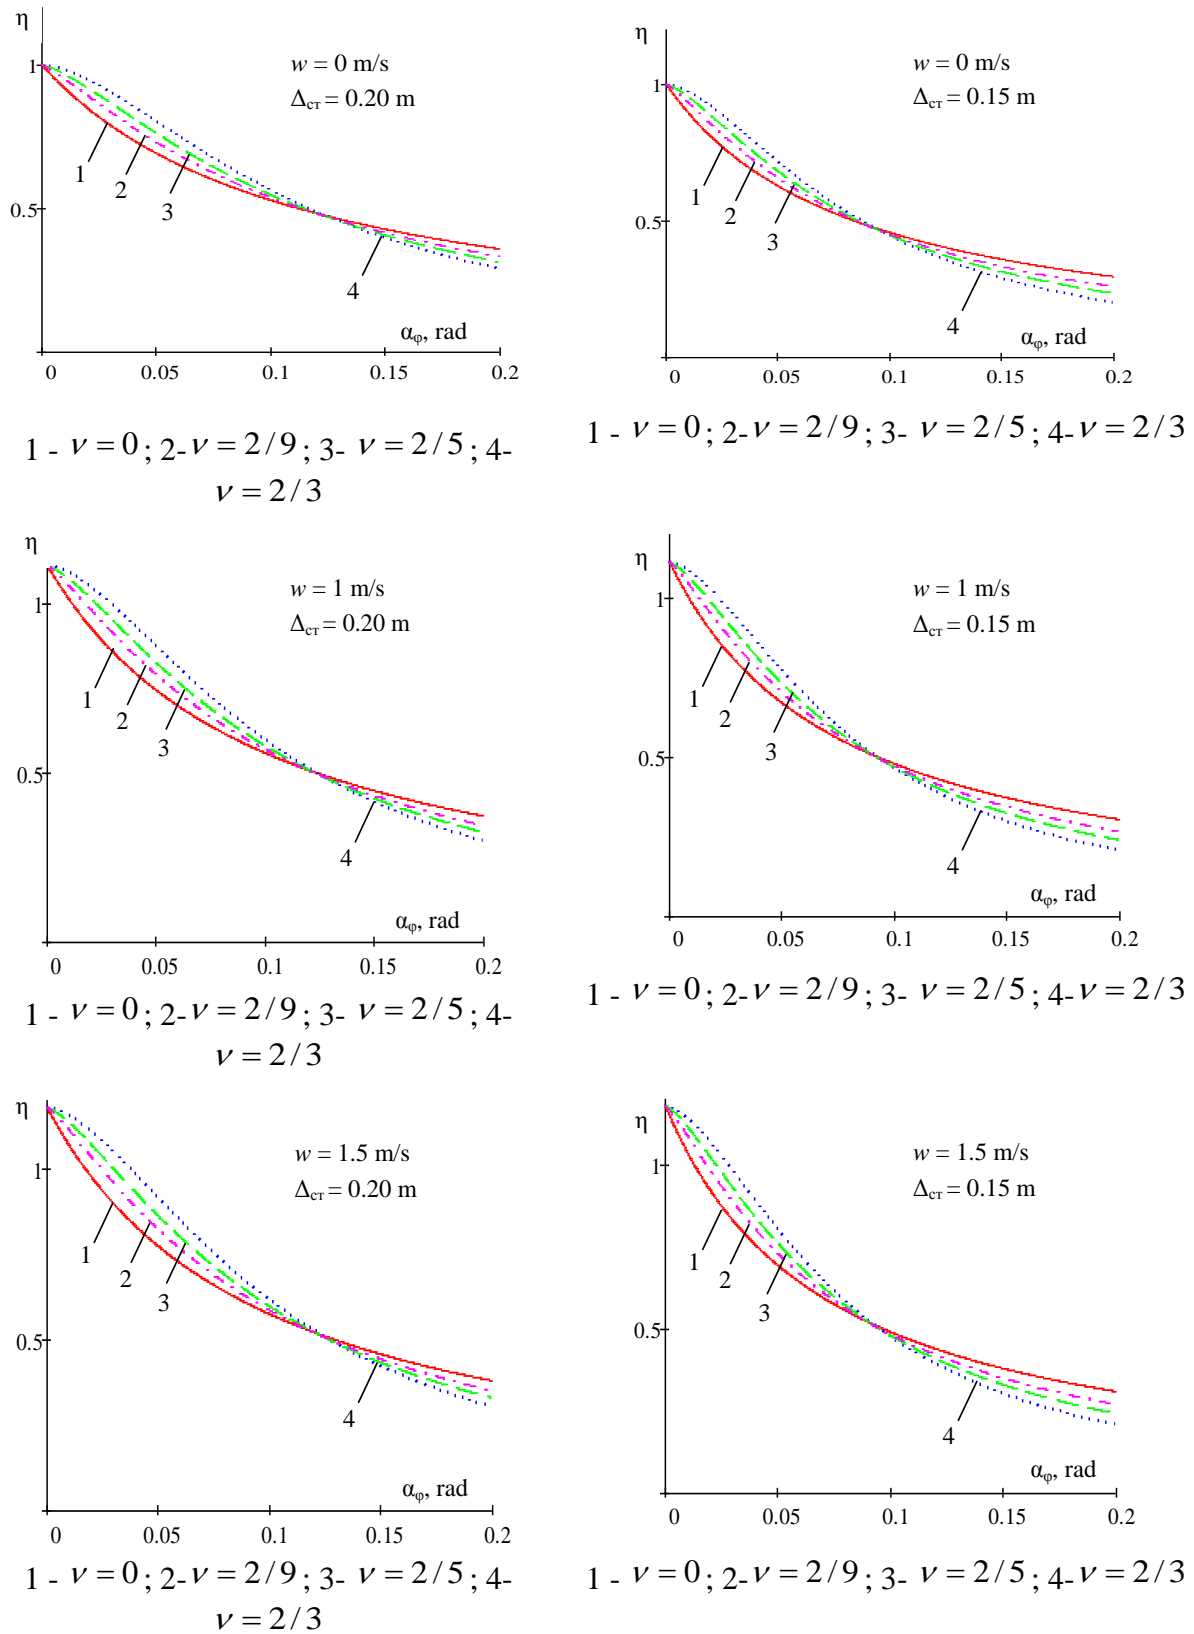 η
w = 0 m/s
Δст = 0.20 m
1
0.5
1
2
3
4
αφ, rad
0 0.05 0.1 0.15 0.2
1 - ν = 0; 2- ν = 2/9; 3- ν = 2/5; 4-
ν = 2/3
η
w = 0 m/s
Δст = 0.15 m
1
0.5
1
2
3
4
αφ, rad
0 0.05 0.1 0.15 0.2
1 - ν = 0; 2- ν = 2/9; 3- ν = 2/5; 4- ν = 2/3
η
w = 1 m/s
Δст = 0.20 m
1
0.5
1
2
3
4
αφ, rad
0 0.05 0.1 0.15 0.2
1 - ν = 0; 2- ν = 2/9; 3- ν = 2/5; 4-
ν = 2/3
η
w = 1 m/s
Δст = 0.15 m
1
0.5
1
2
3
4
αφ, rad
0 0.05 0.1 0.15 0.2
1 - ν = 0; 2- ν = 2/9; 3- ν = 2/5; 4- ν = 2/3
η
w = 1.5 m/s
Δст = 0.20 m
1
0.5
1
2
3
4
αφ, rad
0 0.05 0.1 0.15 0.2
1 - ν = 0; 2- ν = 2/9; 3- ν = 2/5; 4-
ν = 2/3
η
w = 1.5 m/s
Δст = 0.15 m
1
0.5
1
2
3
4
αφ, rad
0 0.05 0.1 0.15 0.2
1 - ν = 0; 2- ν = 2/9; 3- ν = 2/5; 4- ν = 2/3